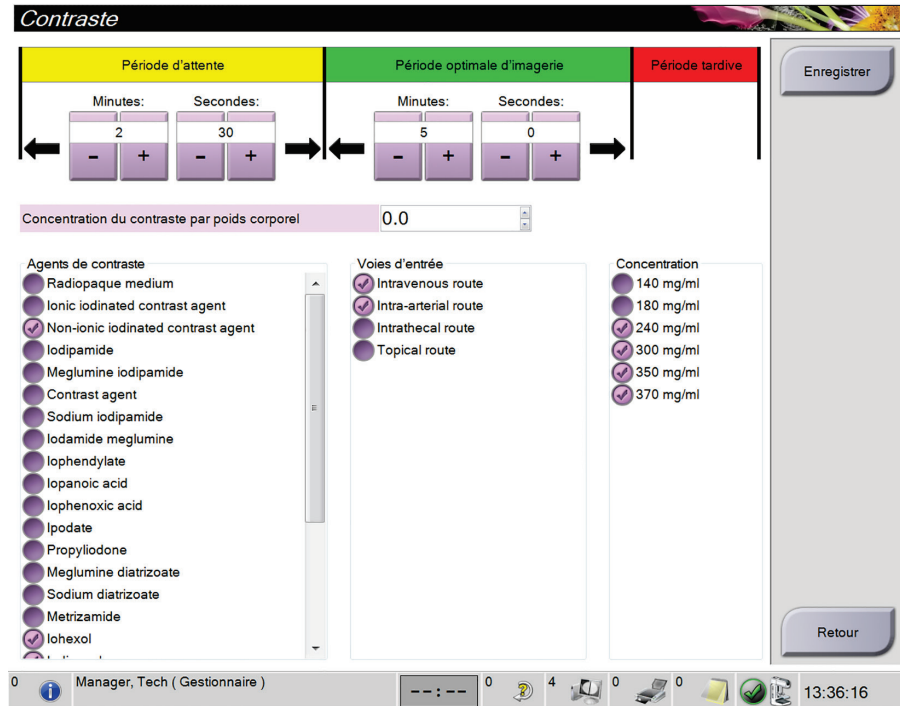 Contraste
Période d'attente
Période optimale d'imagerie
Période tardive
Enregistrer
Minutes:
Secondes:
Minutes:
Secondes:
2
30
5
0
- + - + - + - +
Concentration du contraste par poids corporel
0.0
Agents de contraste
Radiopaque medium
Ionic iodinated contrast agent
Non-ionic iodinated contrast agent
Iodipamide
Meglumine iodipamide
Contrast agent
Sodium iodipamide
Iodamide meglumine
Iophendylate
Iopanoic acid
Iophenoxic acid
Ipodate
Propyliodone
Meglumine diatrizoate
Sodium diatrizoate
Metrizamide
Iohexol
Voies d'entrée
Intravenous route
Intra-arterial route
Intrathecal route
Topical route
Concentration
140 mg/ml
180 mg/ml
240 mg/ml
300 mg/ml
350 mg/ml
370 mg/ml
Retour
0
Manager, Tech ( Gestionnaire )
--:--
0
4
0
0
13:36:16